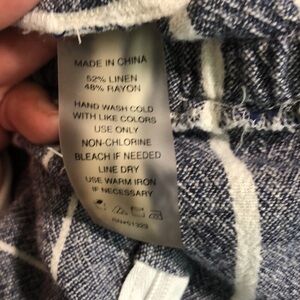 MADE IN CHINA
52% LINEN
48% RAYON
HAND WASH COLD
WITH LIKE COLORS
USE ONLY
NON-CHLORINE
BLEACH IF NEEDED
LINE DRY
USE WARM IRON
IF NECESSARY